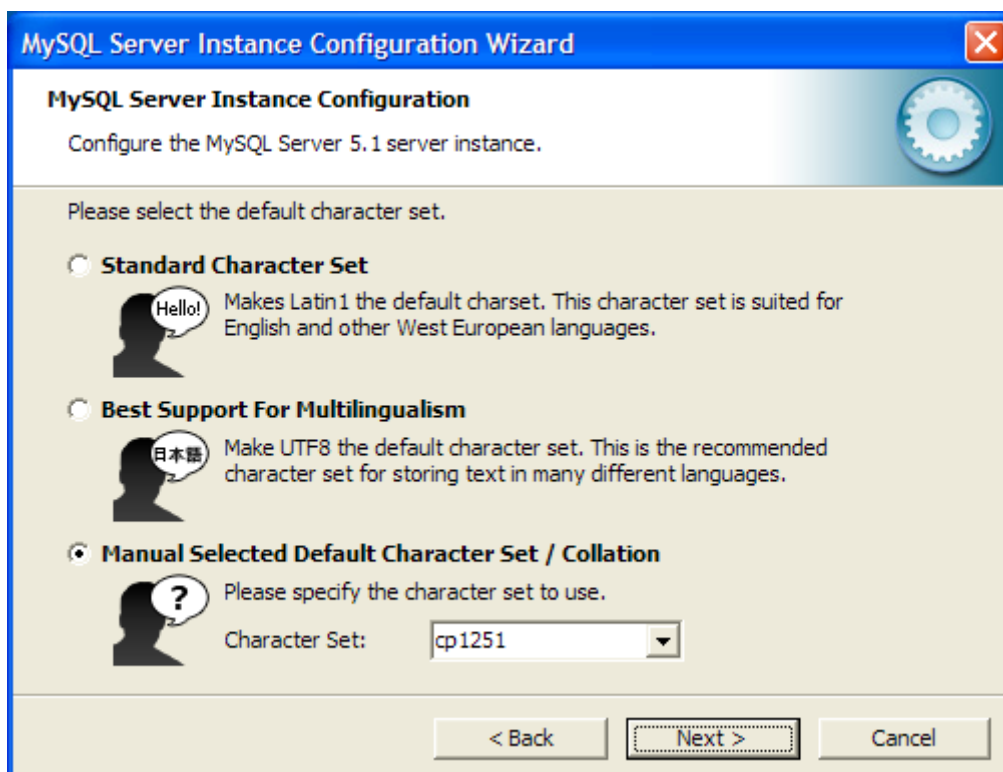 MySQL Server Instance Configuration Wizard
MySQL Server Instance Configuration
Configure the MySQL Server 5.1 server instance.
Please select the default character set.
Standard Character Set
Hello!
Makes Latin1 the default charset. This character set is suited for
English and other West European languages.
Best Support For Multilingualism
日本語
Make UTF8 the default character set. This is the recommended
character set for storing text in many different languages.
Manual Selected Default Character Set / Collation
?
Please specify the character set to use.
Character Set: cp1251
< Back Next > Cancel